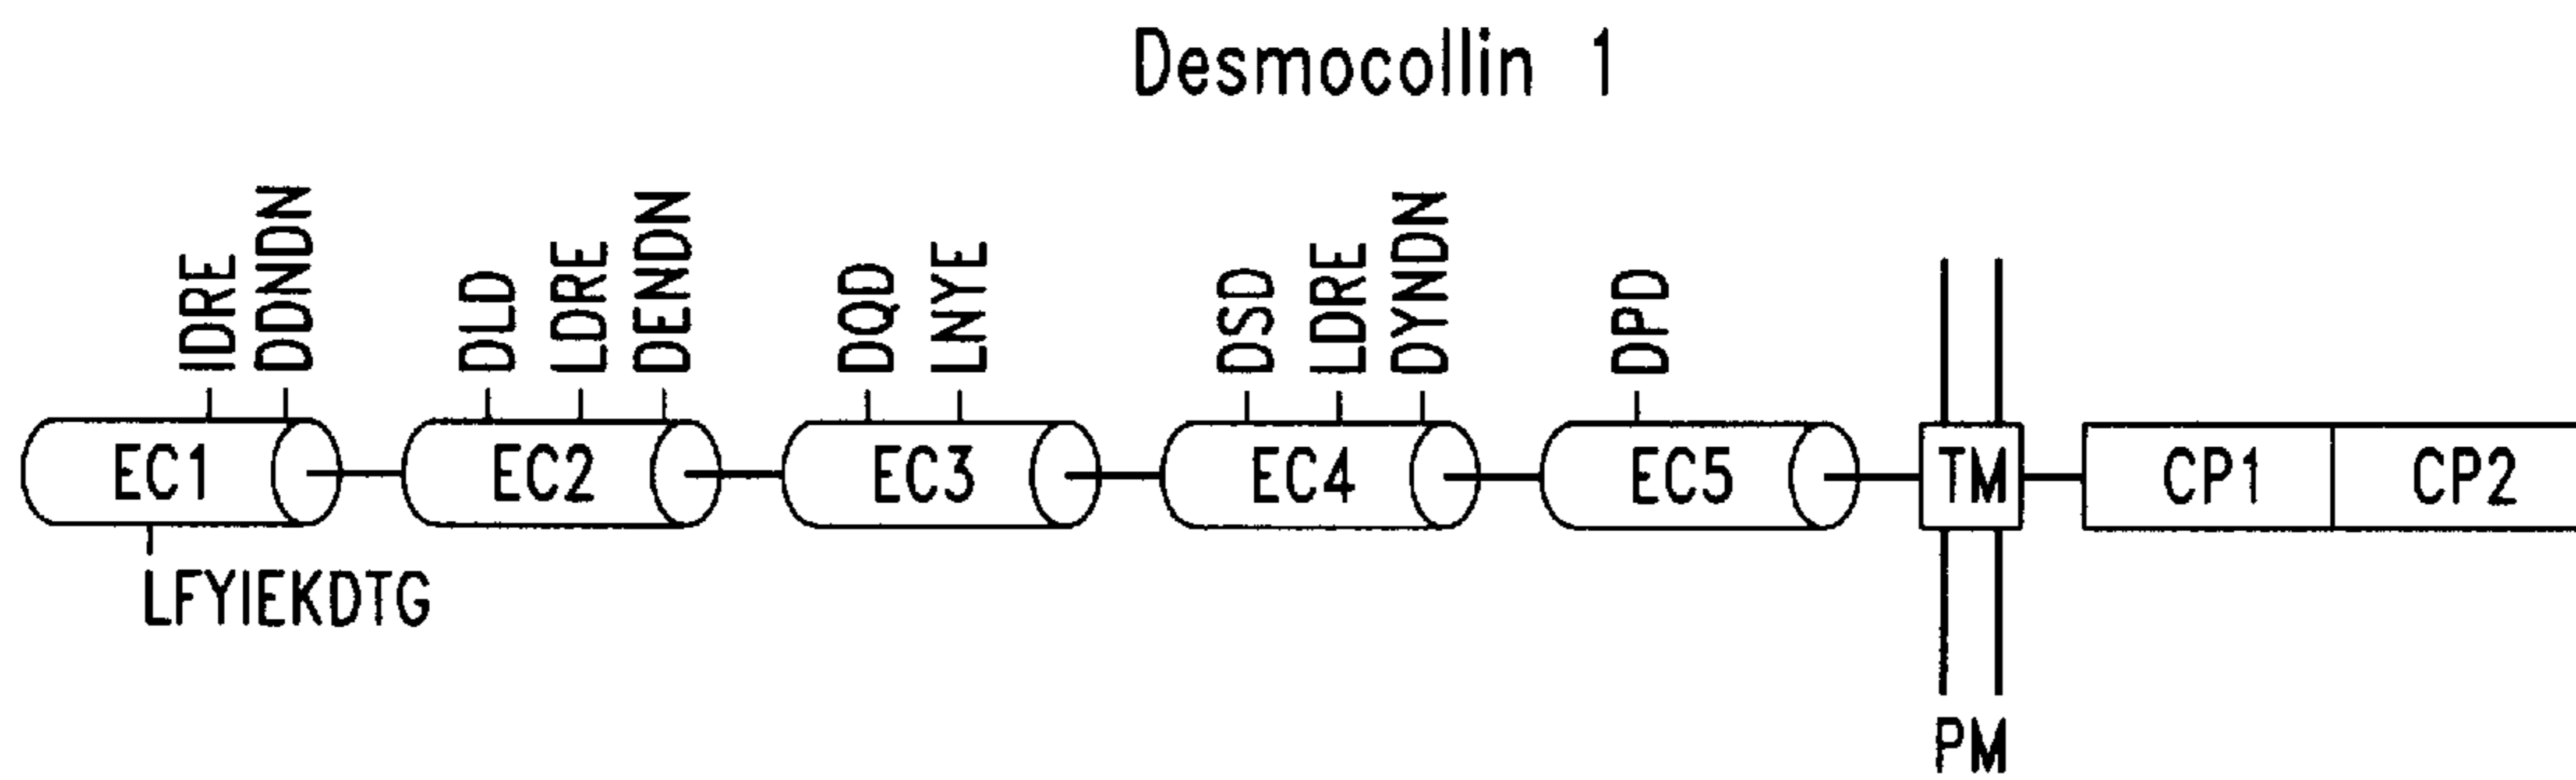 Desmocollin 1
IDRE DDNDN DLD LDRE DENDN DQD LNYE DSD LDRE DYNDN DPD
EC1 EC2 EC3 EC4 EC5 TM CP1 CP2
LFYIEKDTG
PM